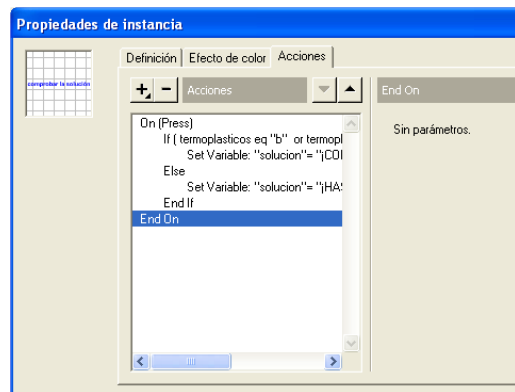 Propiedades de instancia
comprobar la solución
Definición
Efecto de color
Acciones
Acciones
End On
On (Press)
If ( termoplasticos eq "b" or termopl
Set Variable: "solucion"= "¡CO
Else
Set Variable: "solucion"= "¡HA
End If
End On
Sin parámetros.